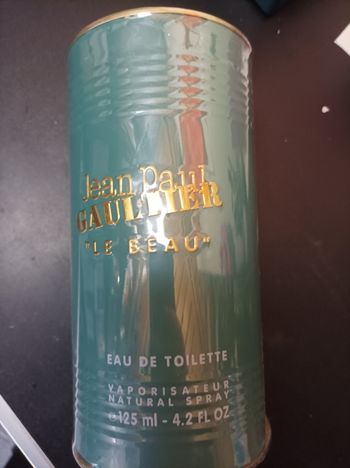 Jean Paul
GAULTIER
"LE BEAU"
EAU DE TOILETTE
VAPORISATEUR
NATURAL SPRAY
e 125 ml - 4.2 FL OZ